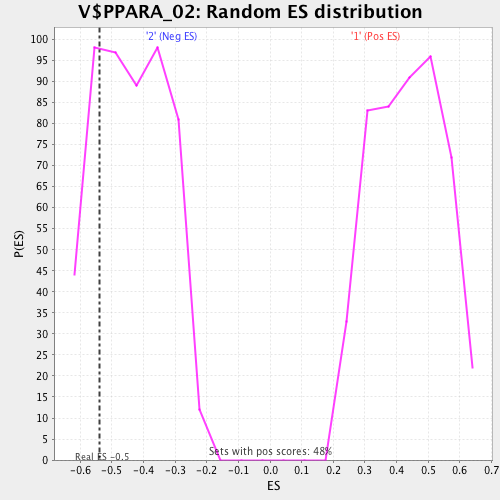 V$PPARA_02: Random ES distribution
'2' (Neg ES)
'1' (Pos ES)
100
95
90
85
80
75
70
65
60
55
50
45
40
35
30
25
20
15
10
5
0
P(ES)
Sets with pos scores: 48%
Real ES -0.5
-0.6 -0.5 -0.4 -0.3 -0.2 -0.1 -0.0 0.1 0.2 0.3 0.4 0.5 0.6 0.7
ES